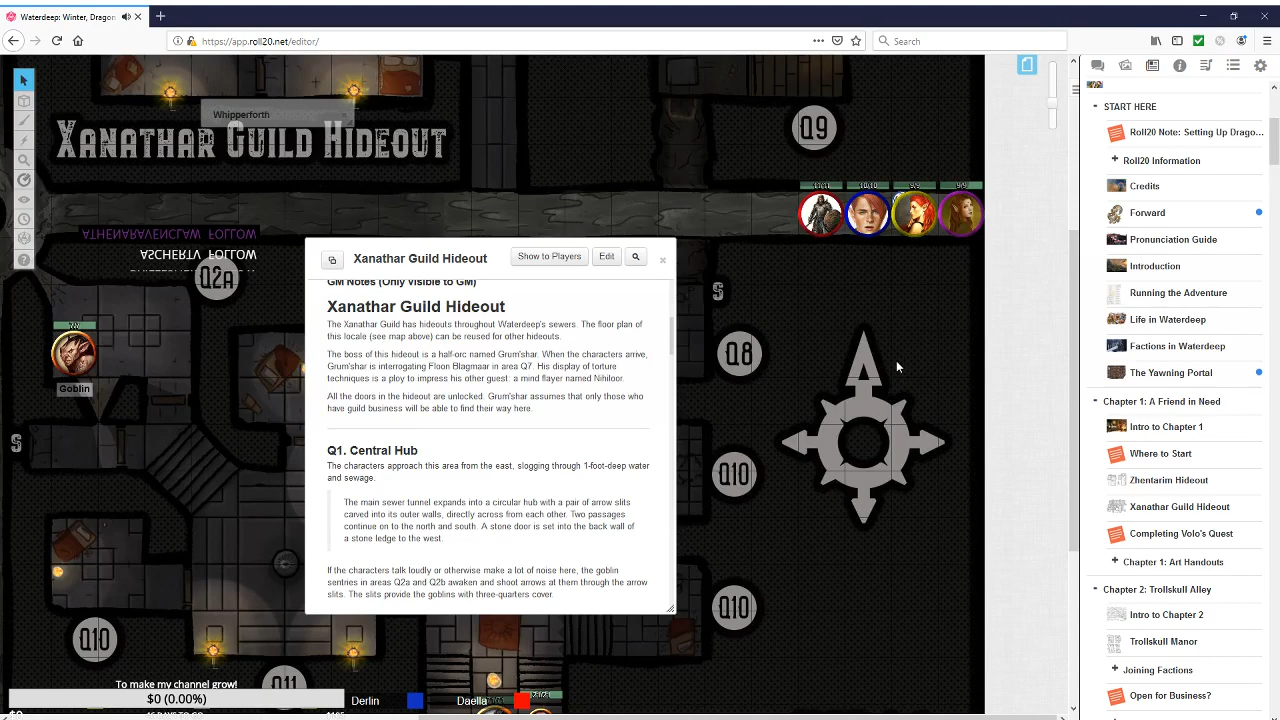 Waterdeep: Winter, Dragon
https://app.roll20.net/editor/
Search
Whipperforth
XANATHAR GUILD HIDEOUT
Q9
11/11
10/10
9/9
9/9
ATHENARAVENCLAW FOLLOW
ASCHERTV FOLLOW
Q2A
S
Q8
7/7
Goblin
S
Q10
Q10
Q10
Q11
Xanathar Guild Hideout
Show to Players
Edit
GM Notes (Only visible to GM)
Xanathar Guild Hideout
The Xanathar Guild has hideouts throughout Waterdeep's sewers. The floor plan of
this locale (see map above) can be reused for other hideouts.
The boss of this hideout is a half-orc named Grum'shar. When the characters arrive,
Grum'shar is interrogating Floon Blagmaar in area Q7. His display of torture
techniques is a ploy to impress his other guest: a mind flayer named Nihiloor.
All the doors in the hideout are unlocked. Grum'shar assumes that only those who
have guild business will be able to find their way here.
Q1. Central Hub
The characters approach this area from the east, slogging through 1-foot-deep water
and sewage.
The main sewer tunnel expands into a circular hub with a pair of arrow slits
carved into its outer walls, directly across from each other. Two passages
continue on to the north and south. A stone door is set into the back wall of
a stone ledge to the west.
If the characters talk loudly or otherwise make a lot of noise here, the goblin
sentries in areas Q2a and Q2b awaken and shoot arrows at them through the arrow
slits. The slits provide the goblins with three-quarters cover.
To make my channel grow!
$0 (0.00%)
Derlin
Daella
START HERE
Roll20 Note: Setting Up Drago...
Roll20 Information
Credits
Forward
Pronunciation Guide
Introduction
Running the Adventure
Life in Waterdeep
Factions in Waterdeep
The Yawning Portal
Chapter 1: A Friend in Need
Intro to Chapter 1
Where to Start
Zhentarim Hideout
Xanathar Guild Hideout
Completing Volo's Quest
Chapter 1: Art Handouts
Chapter 2: Trollskull Alley
Intro to Chapter 2
Trollskull Manor
Joining Factions
Open for Business?